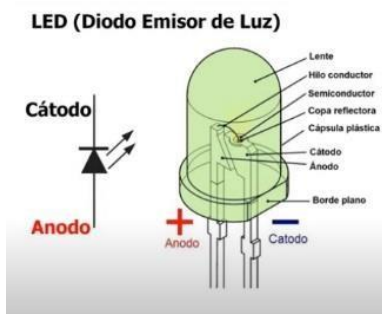 LED (Diodo Emisor de Luz)
Cátodo
Anodo
Lente
Hilo conductor
Semiconductor
Copa reflectora
Cápsula plástica
Cátodo
Ánodo
Borde plano
+
Anodo
−
Catodo